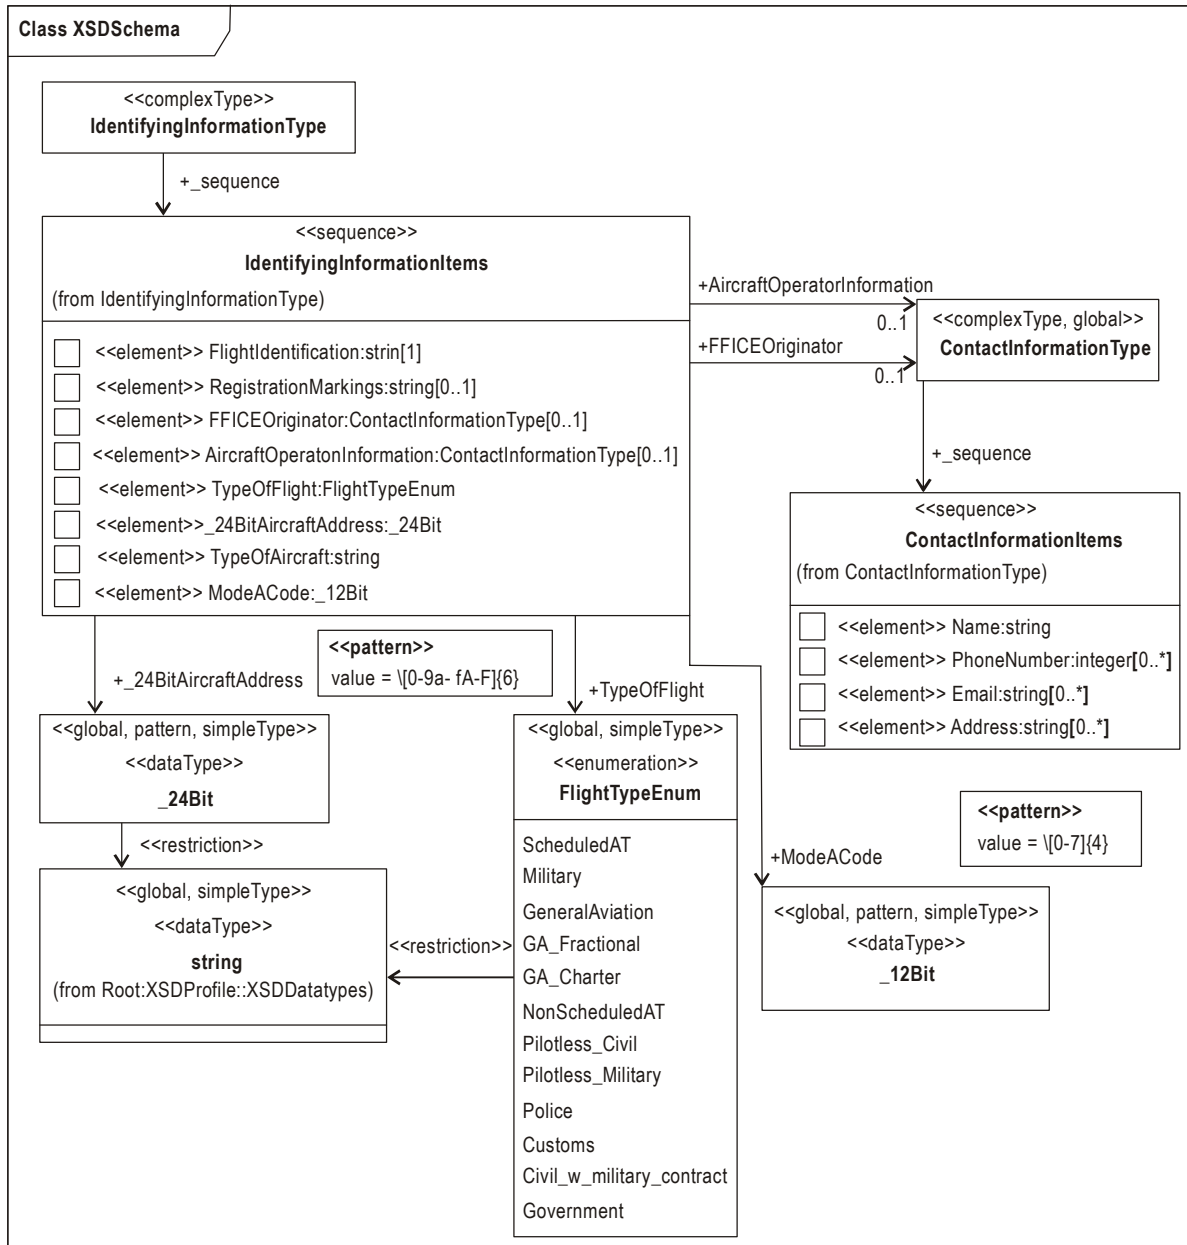 Class XSDSchema
<<complexType>>
IdentifyingInformationType
+_sequence
<<sequence>>
IdentifyingInformationItems
(from IdentifyingInformationType)
<<element>> FlightIdentification:strin[1]
<<element>> RegistrationMarkings:string[0..1]
<<element>> FFICEOriginator:ContactInformationType[0..1]
<<element>> AircraftOperatonInformation:ContactInformationType[0..1]
<<element>> TypeOfFlight:FlightTypeEnum
<<element>>_24BitAircraftAddress:_24Bit
<<element>> TypeOfAircraft:string
<<element>> ModeACode:_12Bit
+AircraftOperatorInformation
0..1
+FFICEOriginator
0..1
<<complexType, global>>
ContactInformationType
+_sequence
<<sequence>>
ContactInformationItems
(from ContactInformationType)
<<element>> Name:string
<<element>> PhoneNumber:integer[0..*]
<<element>> Email:string[0..*]
<<element>> Address:string[0..*]
<<pattern>>
value = \[0-9a- fA-F]{6}
+_24BitAircraftAddress
+TypeOfFlight
<<global, pattern, simpleType>>
<<dataType>>
_24Bit
<<restriction>>
<<global, simpleType>>
<<dataType>>
string
(from Root:XSDProfile::XSDDatatypes)
<<restriction>>
<<global, simpleType>>
<<enumeration>>
FlightTypeEnum
ScheduledAT
Military
GeneralAviation
GA_Fractional
GA_Charter
NonScheduledAT
Pilotless_Civil
Pilotless_Military
Police
Customs
Civil_w_military_contract
Government
<<pattern>>
value = \[0-7]{4}
+ModeACode
<<global, pattern, simpleType>>
<<dataType>>
_12Bit